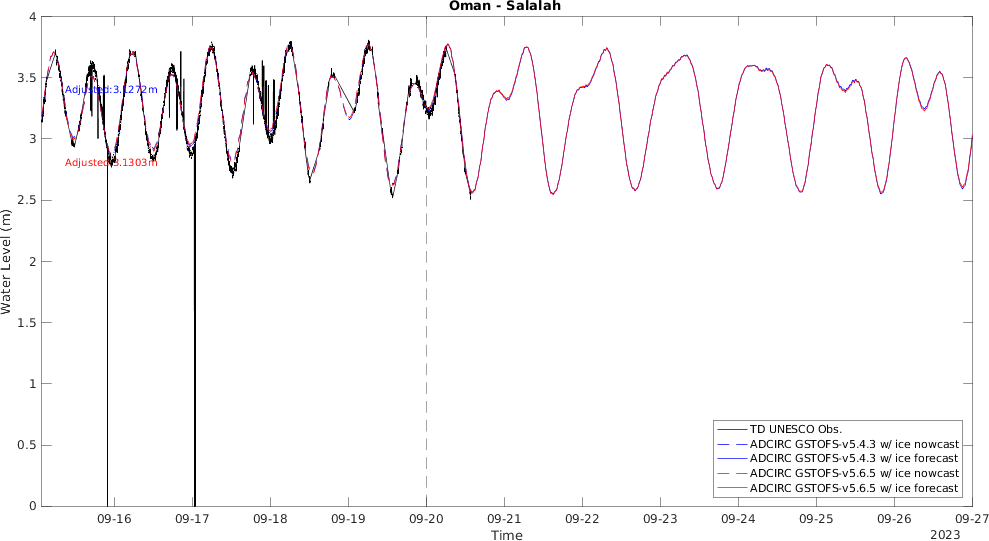 Oman - Salalah
Water Level (m)
4
3.5
3
2.5
2
1.5
1
0.5
0
Adjusted:3.1272m
Adjusted:3.1303m
TD UNESCO Obs.
ADCIRC GSTOFS-v5.4.3 w/ ice nowcast
ADCIRC GSTOFS-v5.4.3 w/ ice forecast
ADCIRC GSTOFS-v5.6.5 w/ ice nowcast
ADCIRC GSTOFS-v5.6.5 w/ ice forecast
09-16 09-17 09-18 09-19 09-20 09-21 09-22 09-23 09-24 09-25 09-26 09-27
Time
2023